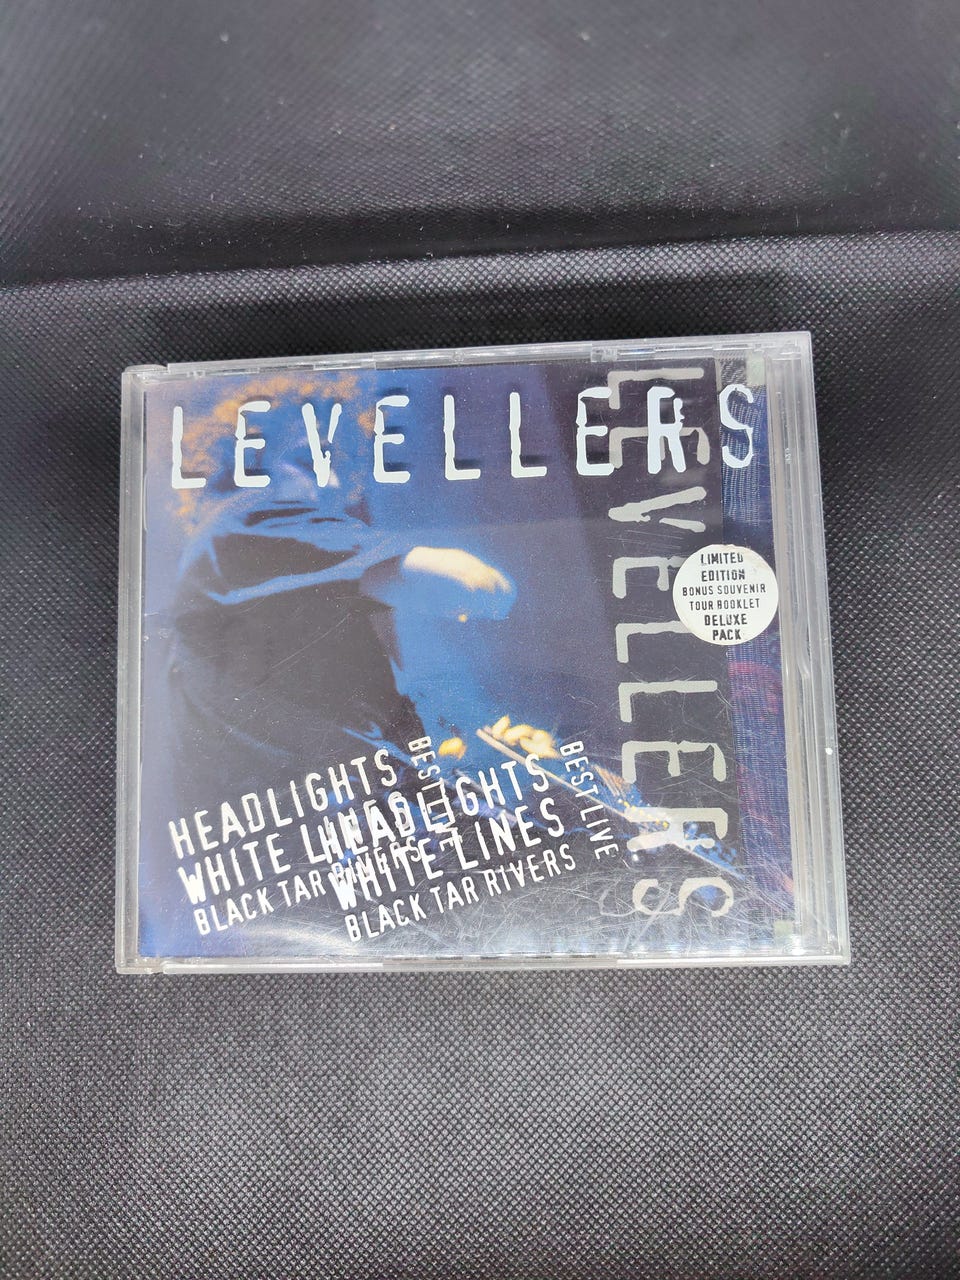 LEVELLERS
LEVELLERS
LIMITED
EDITION
BONUS SOUVENIR
TOUR BOOKLET
DELUXE
PACK
HEADLIGHTS
WHITE LINES
BLACK TAR RIVERS
BEST LIVE
HEADLIGHTS
WHITE LINES
BLACK TAR RIVERS
BEST LIVE